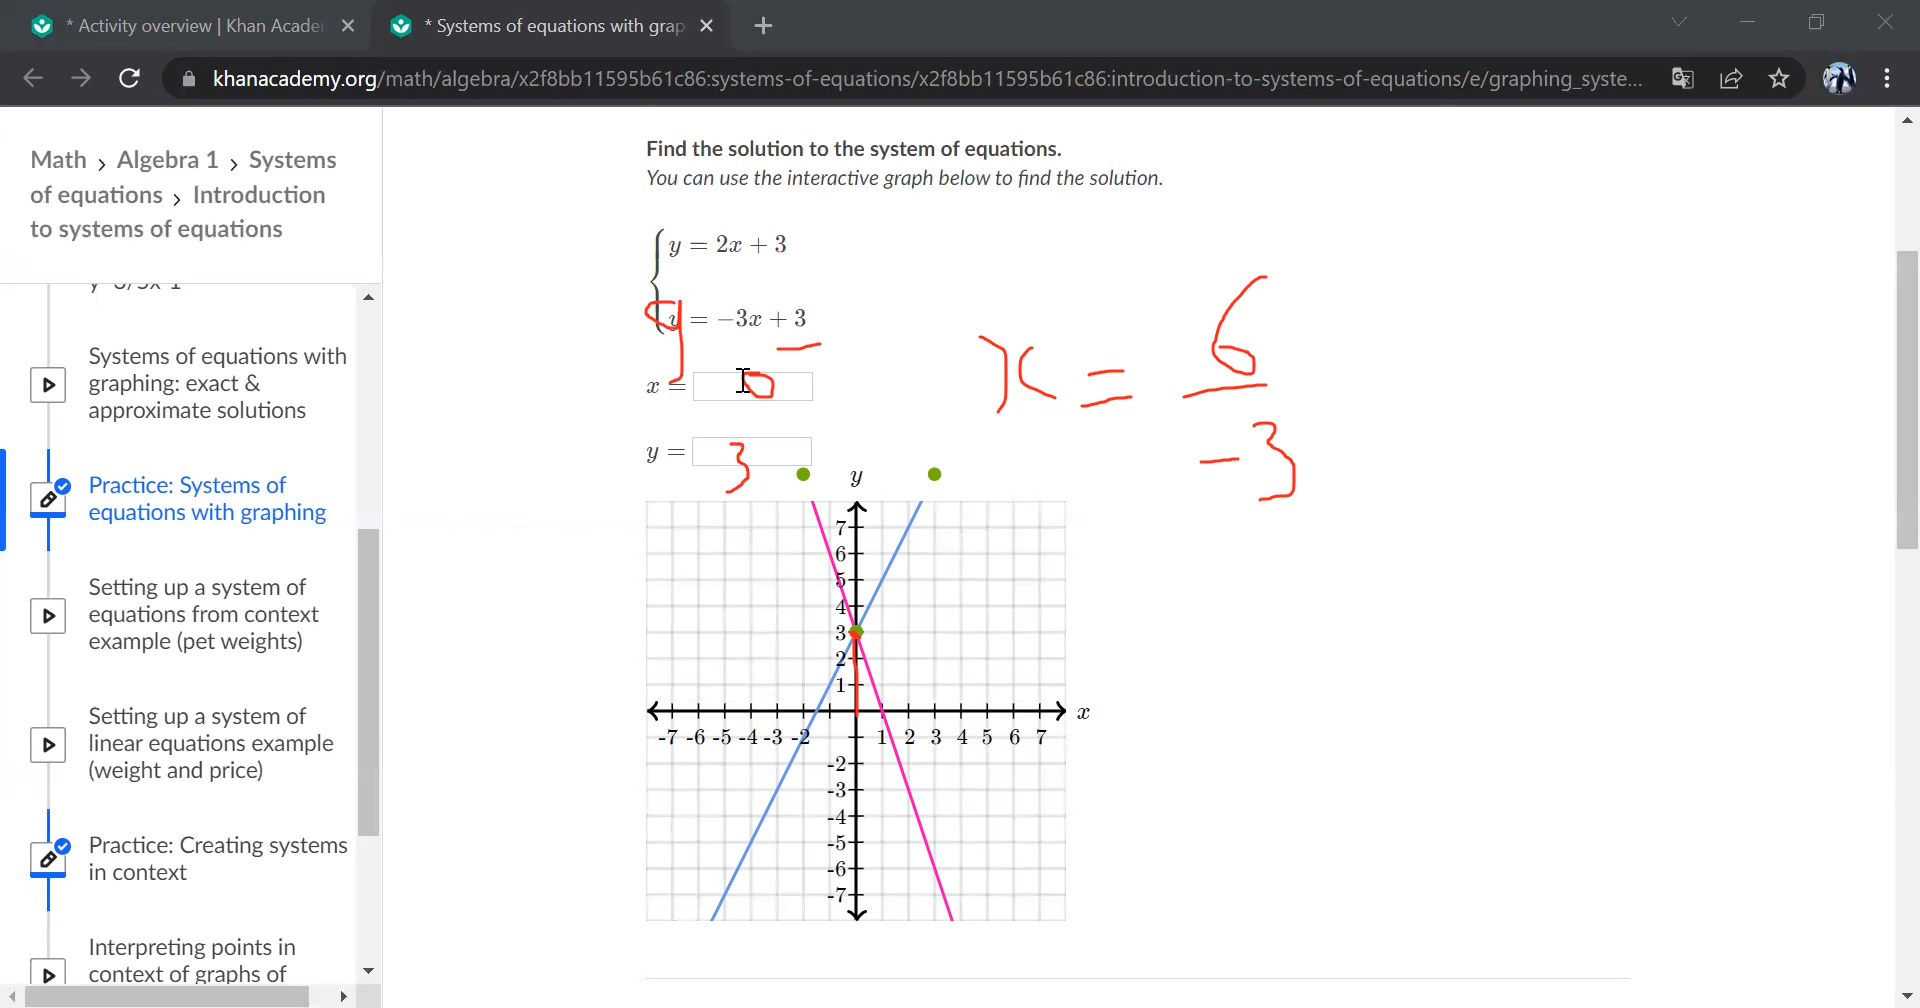 * Activity overview | Khan Acade
* Systems of equations with grap
khanacademy.org/math/algebra/x2f8bb11595b61c86:systems-of-equations/x2f8bb11595b61c86:introduction-to-systems-of-equations/e/graphing_syste...
Math > Algebra 1 > Systems
of equations > Introduction
to systems of equations
Systems of equations with
graphing: exact &
approximate solutions
Practice: Systems of
equations with graphing
Setting up a system of
equations from context
example (pet weights)
Setting up a system of
linear equations example
(weight and price)
Practice: Creating systems
in context
Interpreting points in
context of graphs of
Find the solution to the system of equations.
You can use the interactive graph below to find the solution.
y = 2x + 3
y = -3x + 3
y
x = 0
y = 3
x = 6
-3
y
7
6
5
4
3
2
1
x
-7 -6 -5 -4 -3 -2 1 2 3 4 5 6 7
-2
-3
-4
-5
-6
-7